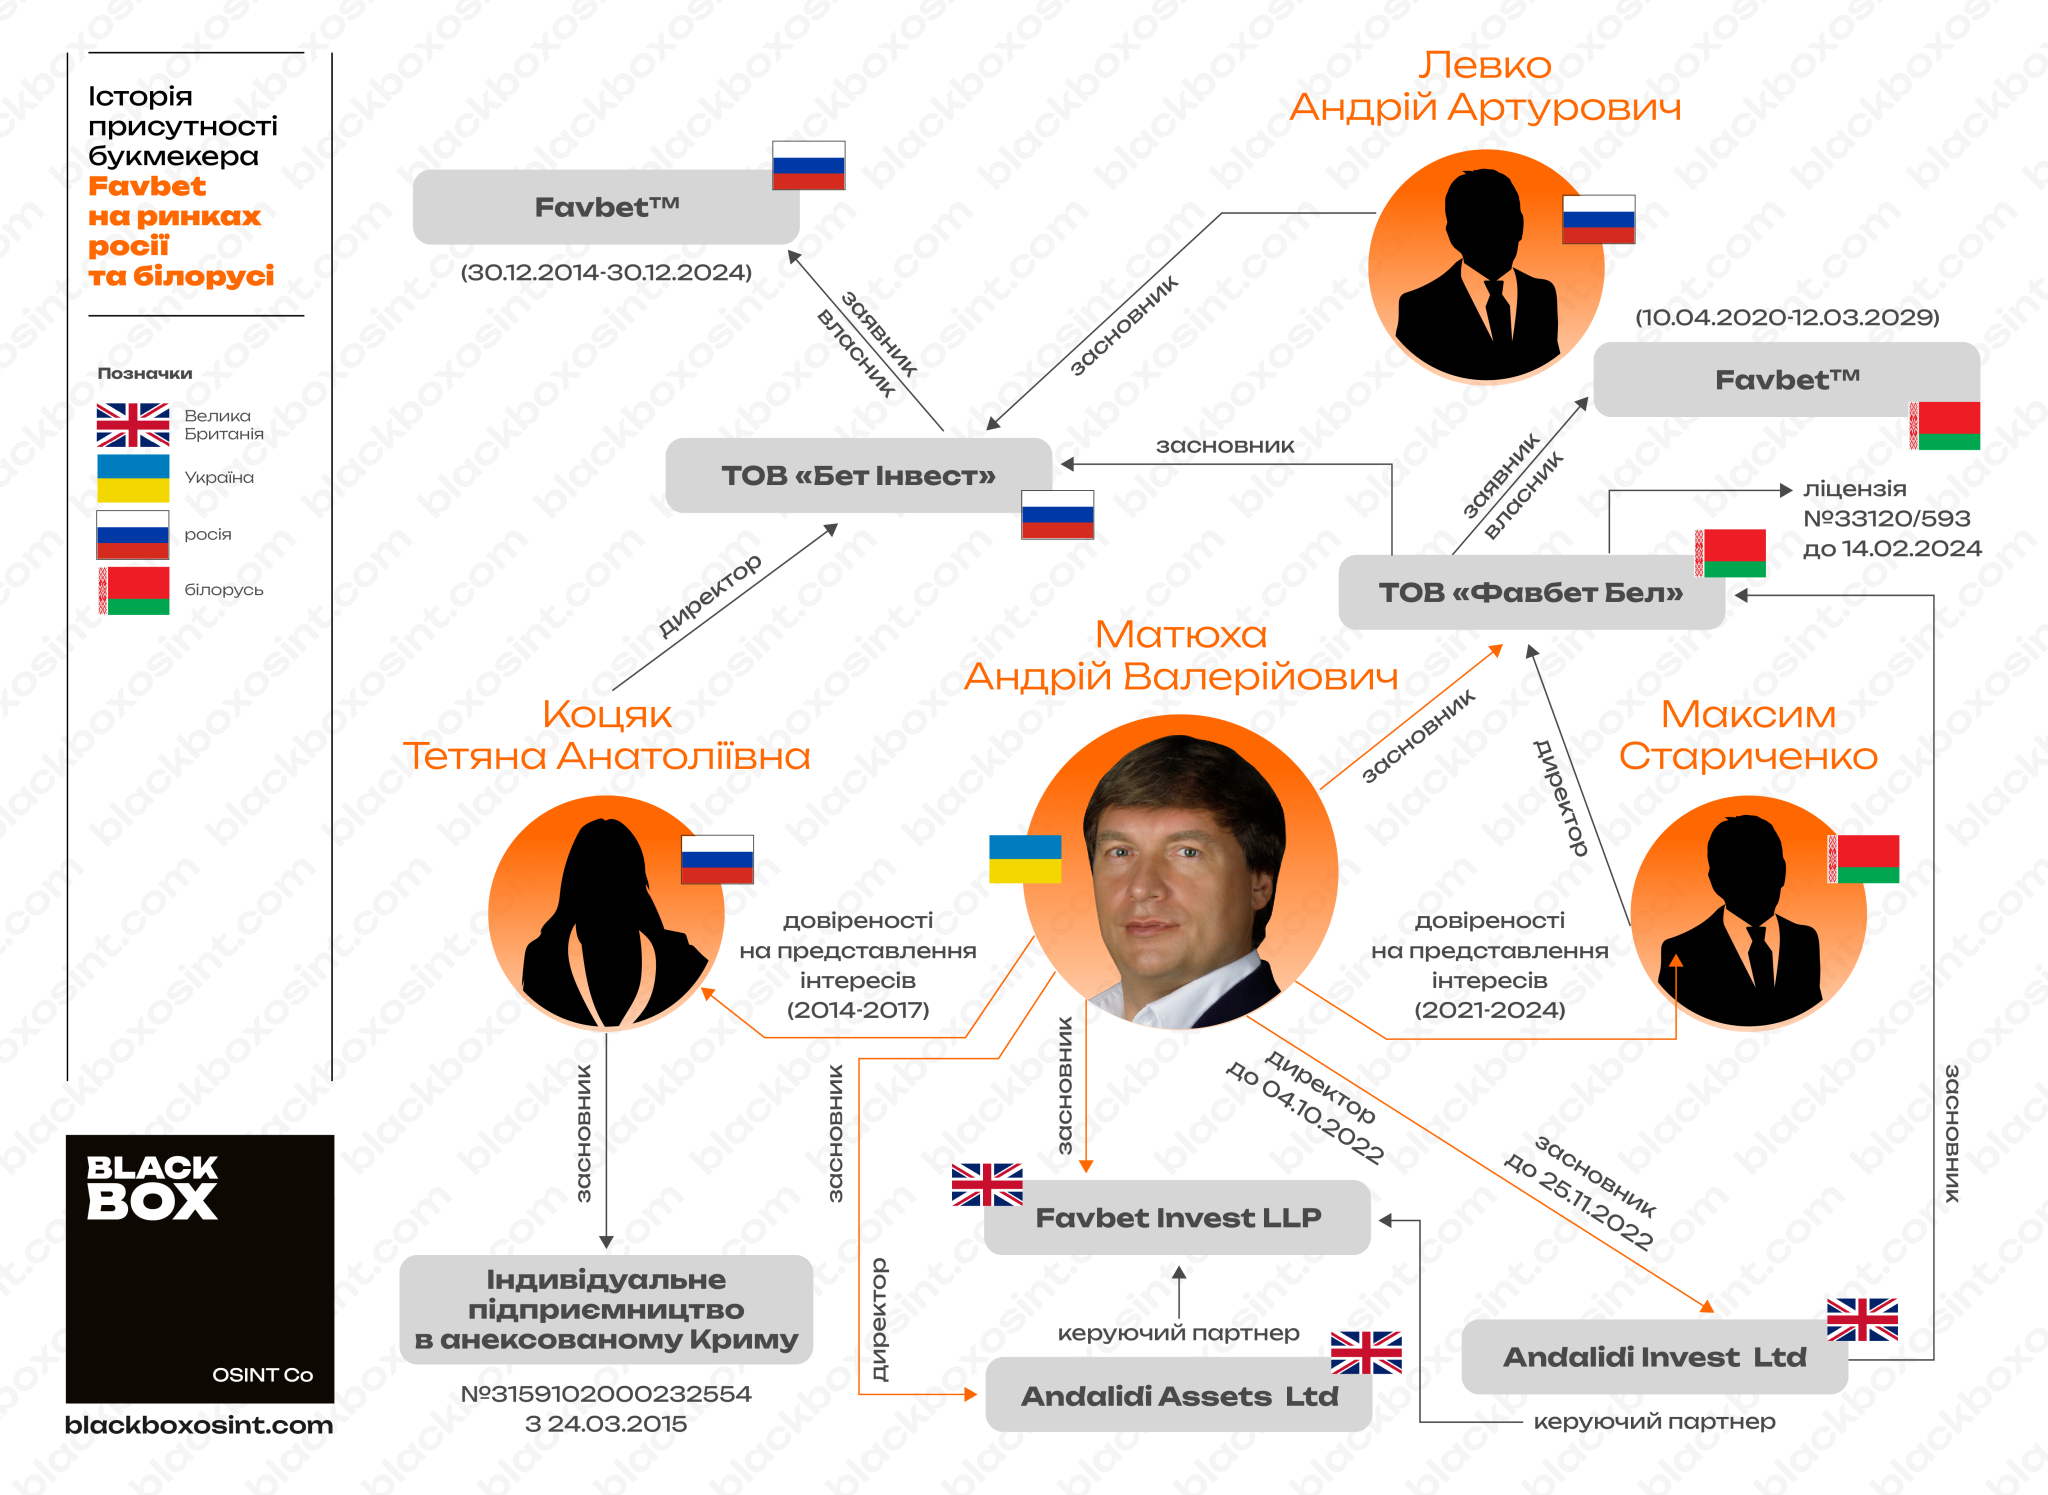 Історія
присутності
букмекера
Favbet
на ринках
росії
та білорусі
Позначки
Велика
Британія
Україна
росія
білорусь
BLACK
BOX
OSINT Co
blackboxosint.com
Левко
Андрій Артурович
Favbet™
(30.12.2014-30.12.2024)
заявник
власник
засновник
(10.04.2020-12.03.2029)
Favbet™
ТОВ «Бет Інвест»
засновник
заявник
власник
ліцензія
№33120/593
до 14.02.2024
ТОВ «Фавбет Бел»
директор
Матюха
Андрій Валерійович
засновник
директор
Коцяк
Тетяна Анатоліївна
Максим
Стариченко
довіреності
на представлення
інтересів
(2014-2017)
довіреності
на представлення
інтересів
(2021-2024)
засновник
засновник
директор
засновник
директор
до 04.10.2022
засновник
до 25.11.2022
засновник
Favbet Invest LLP
керуючий партнер
Andalidi Assets Ltd
Andalidi Invest Ltd
керуючий партнер
Індивідуальне
підприємництво
в анексованому Криму
№3159102000232554
З 24.03.2015